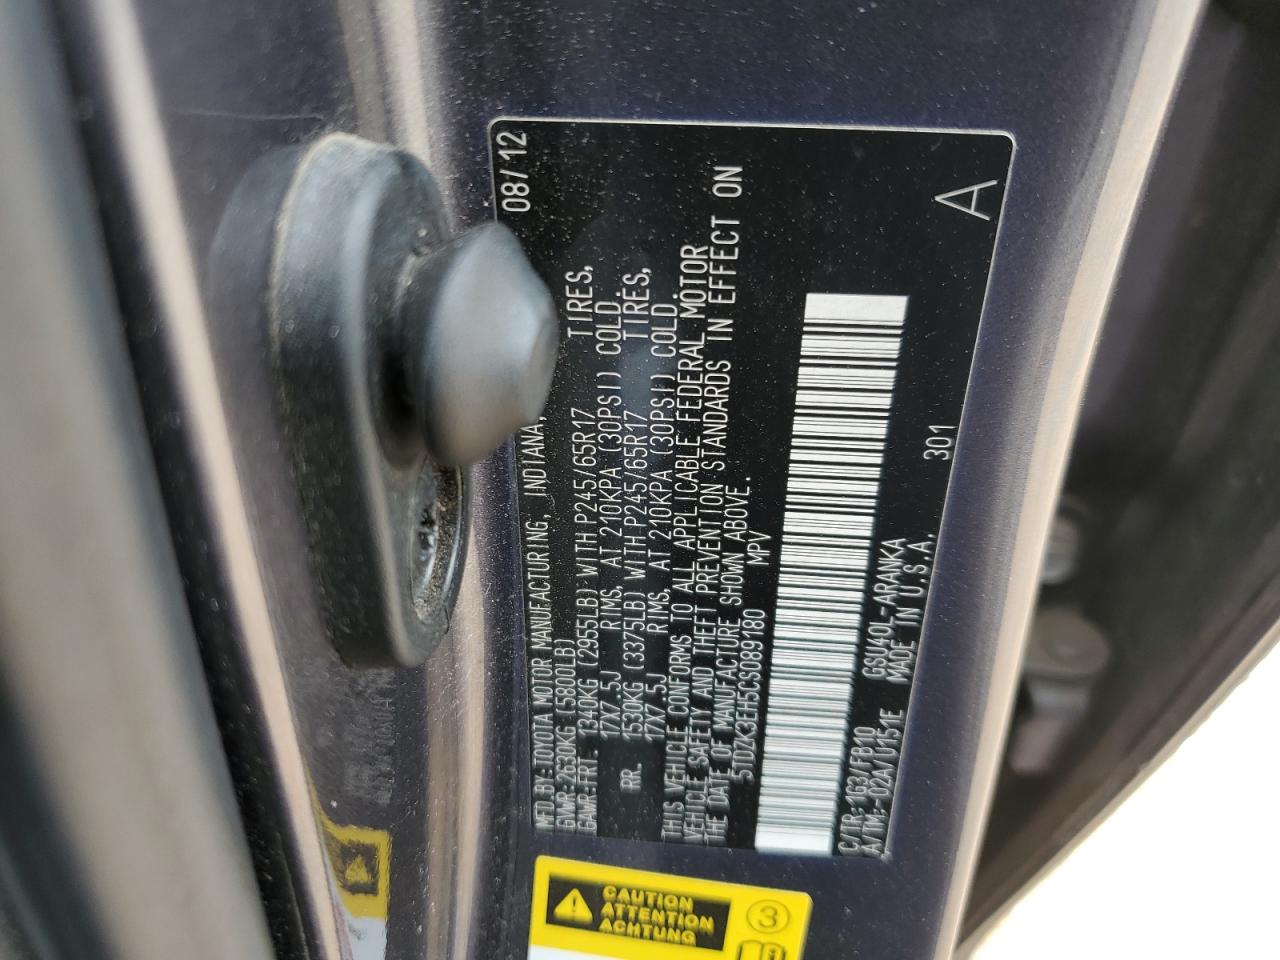 MFD BY: TOYOTA MOTOR MANUFACTURING, INDIANA, 08/12
GVWR: 2630KG (5800LB)
GAWR: FRT. 1340KG (2955LB) WITH P245/65R17 TIRES,
17X7.5J RIMS, AT 210KPA (30PSI) COLD.
RR. 1530KG (3375LB) WITH P245/65R17 TIRES,
17X7.5J RIMS, AT 210KPA (30PSI) COLD.
THIS VEHICLE CONFORMS TO ALL APPLICABLE FEDERAL MOTOR
VEHICLE SAFETY AND THEFT PREVENTION STANDARDS IN EFFECT ON
THE DATE OF MANUFACTURE SHOWN ABOVE.
5TDZK3EH5CS089180 MPV
C/TR: 1G3/FB10 GSU40L-ARANKA 301
A/TM: -02A/U151E MADE IN U.S.A.
A
CAUTION
ATTENTION
ACHTUNG
3